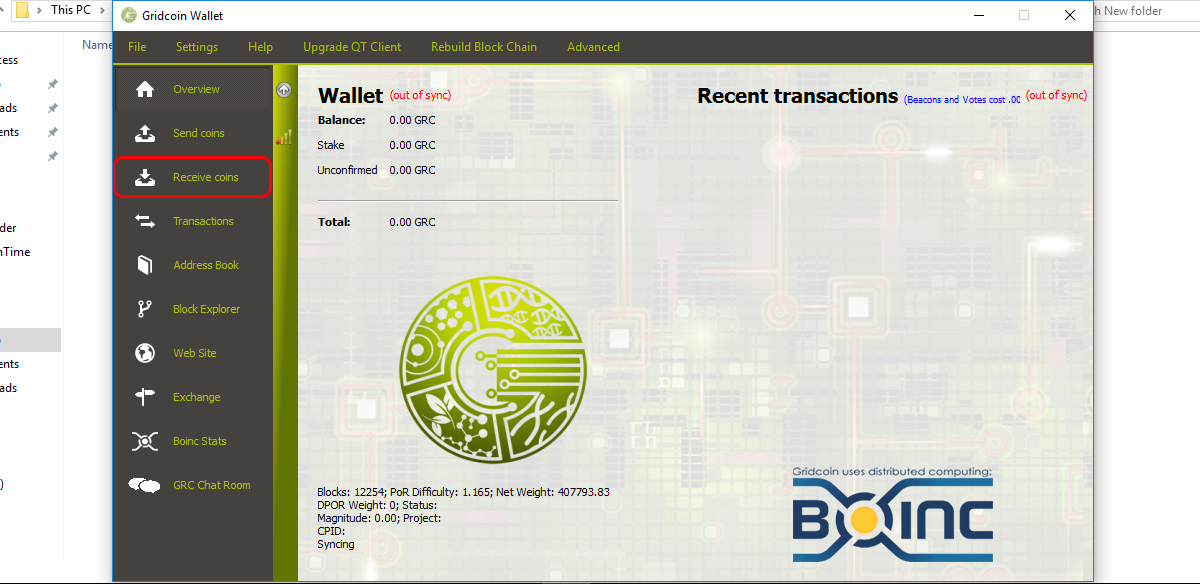 This PC
h New folder
Name
cess
ads
ents
der
nTime
ents
ads
)
Gridcoin Wallet
File Settings Help Upgrade QT Client Rebuild Block Chain Advanced
Overview
Send coins
Receive coins
Transactions
Address Book
Block Explorer
Web Site
Exchange
Boinc Stats
GRC Chat Room
Wallet (out of sync)
Balance: 0.00 GRC
Stake 0.00 GRC
Unconfirmed 0.00 GRC
Total: 0.00 GRC
Recent transactions (Beacons and Votes cost .00 (out of sync)
Blocks: 12254; PoR Difficulty: 1.165; Net Weight: 407793.83
DPOR Weight: 0; Status:
Magnitude: 0.00; Project:
CPID:
Syncing
Gridcoin uses distributed computing:
BOINC